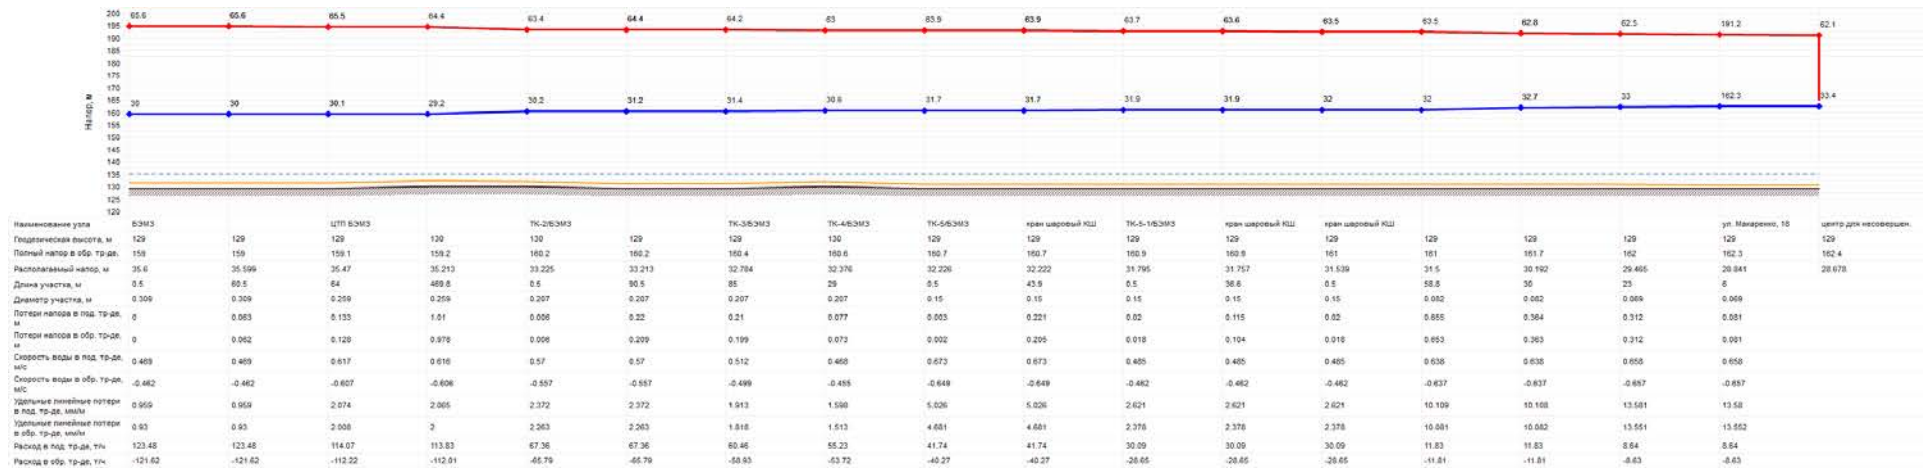 200 65.6 65.6 65.5 64.4 63.4 64.4 64.2 63 63.9 63.9 63.7 63.6 63.5 63.5 62.8 62.5 191.2 62.1
195
190
185
180
175
170
165 30 30 30.1 29.2 30.2 31.2 31.4 30.6 31.7 31.7 31.9 31.9 32 32 32.7 33 162.3 33.4
160
155
150
145
140
135
130
125
120
Напор, м
Наименование узла БЭМЗ ЦТП БЭМЗ ТК-2/БЭМЗ ТК-3/БЭМЗ ТК-4/БЭМЗ ТК-5/БЭМЗ кран шаровый КШ ТК-5-1/БЭМЗ кран шаровый КШ кран шаровый КШ ул. Макаренко, 18 центр для несовершен.
Геодезическая высота, м 129 129 129 130 130 129 129 130 129 129 129 129 129 129 129 129 129 129
Полный напор в обр. тр-де, 159 159 159.1 159.2 160.2 160.2 160.4 160.6 160.7 160.7 160.9 160.9 161 161 161.7 162 162.3 162.4
Располагаемый напор, м 35.6 35.599 35.47 35.213 33.225 33.213 32.784 32.376 32.226 32.222 31.795 31.757 31.539 31.5 30.192 29.465 28.841 28.678
Длина участка, м 0.5 60.5 64 469.8 0.5 90.5 85 29 0.5 43.9 0.5 36.6 0.5 58.8 30 23 6
Диаметр участка, м 0.309 0.309 0.259 0.259 0.207 0.207 0.207 0.207 0.15 0.15 0.15 0.15 0.15 0.082 0.082 0.069 0.069
Потери напора в под. тр-де,
м 0 0.063 0.133 1.01 0.006 0.22 0.21 0.077 0.003 0.221 0.02 0.115 0.02 0.655 0.364 0.312 0.081
Потери напора в обр. тр-де,
м 0 0.062 0.128 0.978 0.006 0.209 0.199 0.073 0.002 0.205 0.018 0.104 0.018 0.653 0.363 0.312 0.081
Скорость воды в под. тр-де,
м/с 0.469 0.469 0.617 0.616 0.57 0.57 0.512 0.468 0.673 0.673 0.485 0.485 0.485 0.638 0.638 0.658 0.658
Скорость воды в обр. тр-де,
м/с -0.462 -0.462 -0.607 -0.606 -0.557 -0.557 -0.499 -0.455 -0.649 -0.649 -0.462 -0.462 -0.462 -0.637 -0.637 -0.657 -0.657
Удельные линейные потери
в под. тр-де, мм/м 0.959 0.959 2.074 2.065 2.372 2.372 1.913 1.598 5.026 5.026 2.621 2.621 2.621 10.109 10.108 13.581 13.58
Удельные линейные потери
в обр. тр-де, мм/м 0.93 0.93 2.008 2 2.263 2.263 1.818 1.513 4.681 4.681 2.378 2.378 2.378 10.081 10.082 13.551 13.552
Расход в под. тр-де, т/ч 123.48 123.48 114.07 113.83 67.36 67.36 60.46 55.23 41.74 41.74 30.09 30.09 30.09 11.83 11.83 8.64 8.64
Расход в обр. тр-де, т/ч -121.62 -121.62 -112.22 -112.01 -65.79 -65.79 -58.93 -53.72 -40.27 -40.27 -28.65 -28.65 -28.65 -11.81 -11.81 -8.63 -8.63